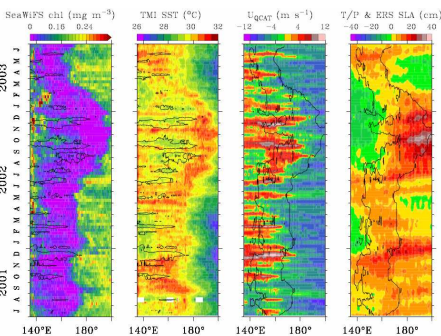 SeaWiFS chl (mg m⁻³)
TMI SST (°C)
U_QCAT (m s⁻¹)
T/P & ERS SLA (cm)
0 0.16 0.24
26 28 30 32
-12 -4 4 12
-40 -20 0 20 40
2003
2002
2001
J A S O N D J F M A M J J A S O N D J F M A M J
140°E 180°
140°E 180°
140°E 180°
140°E 180°